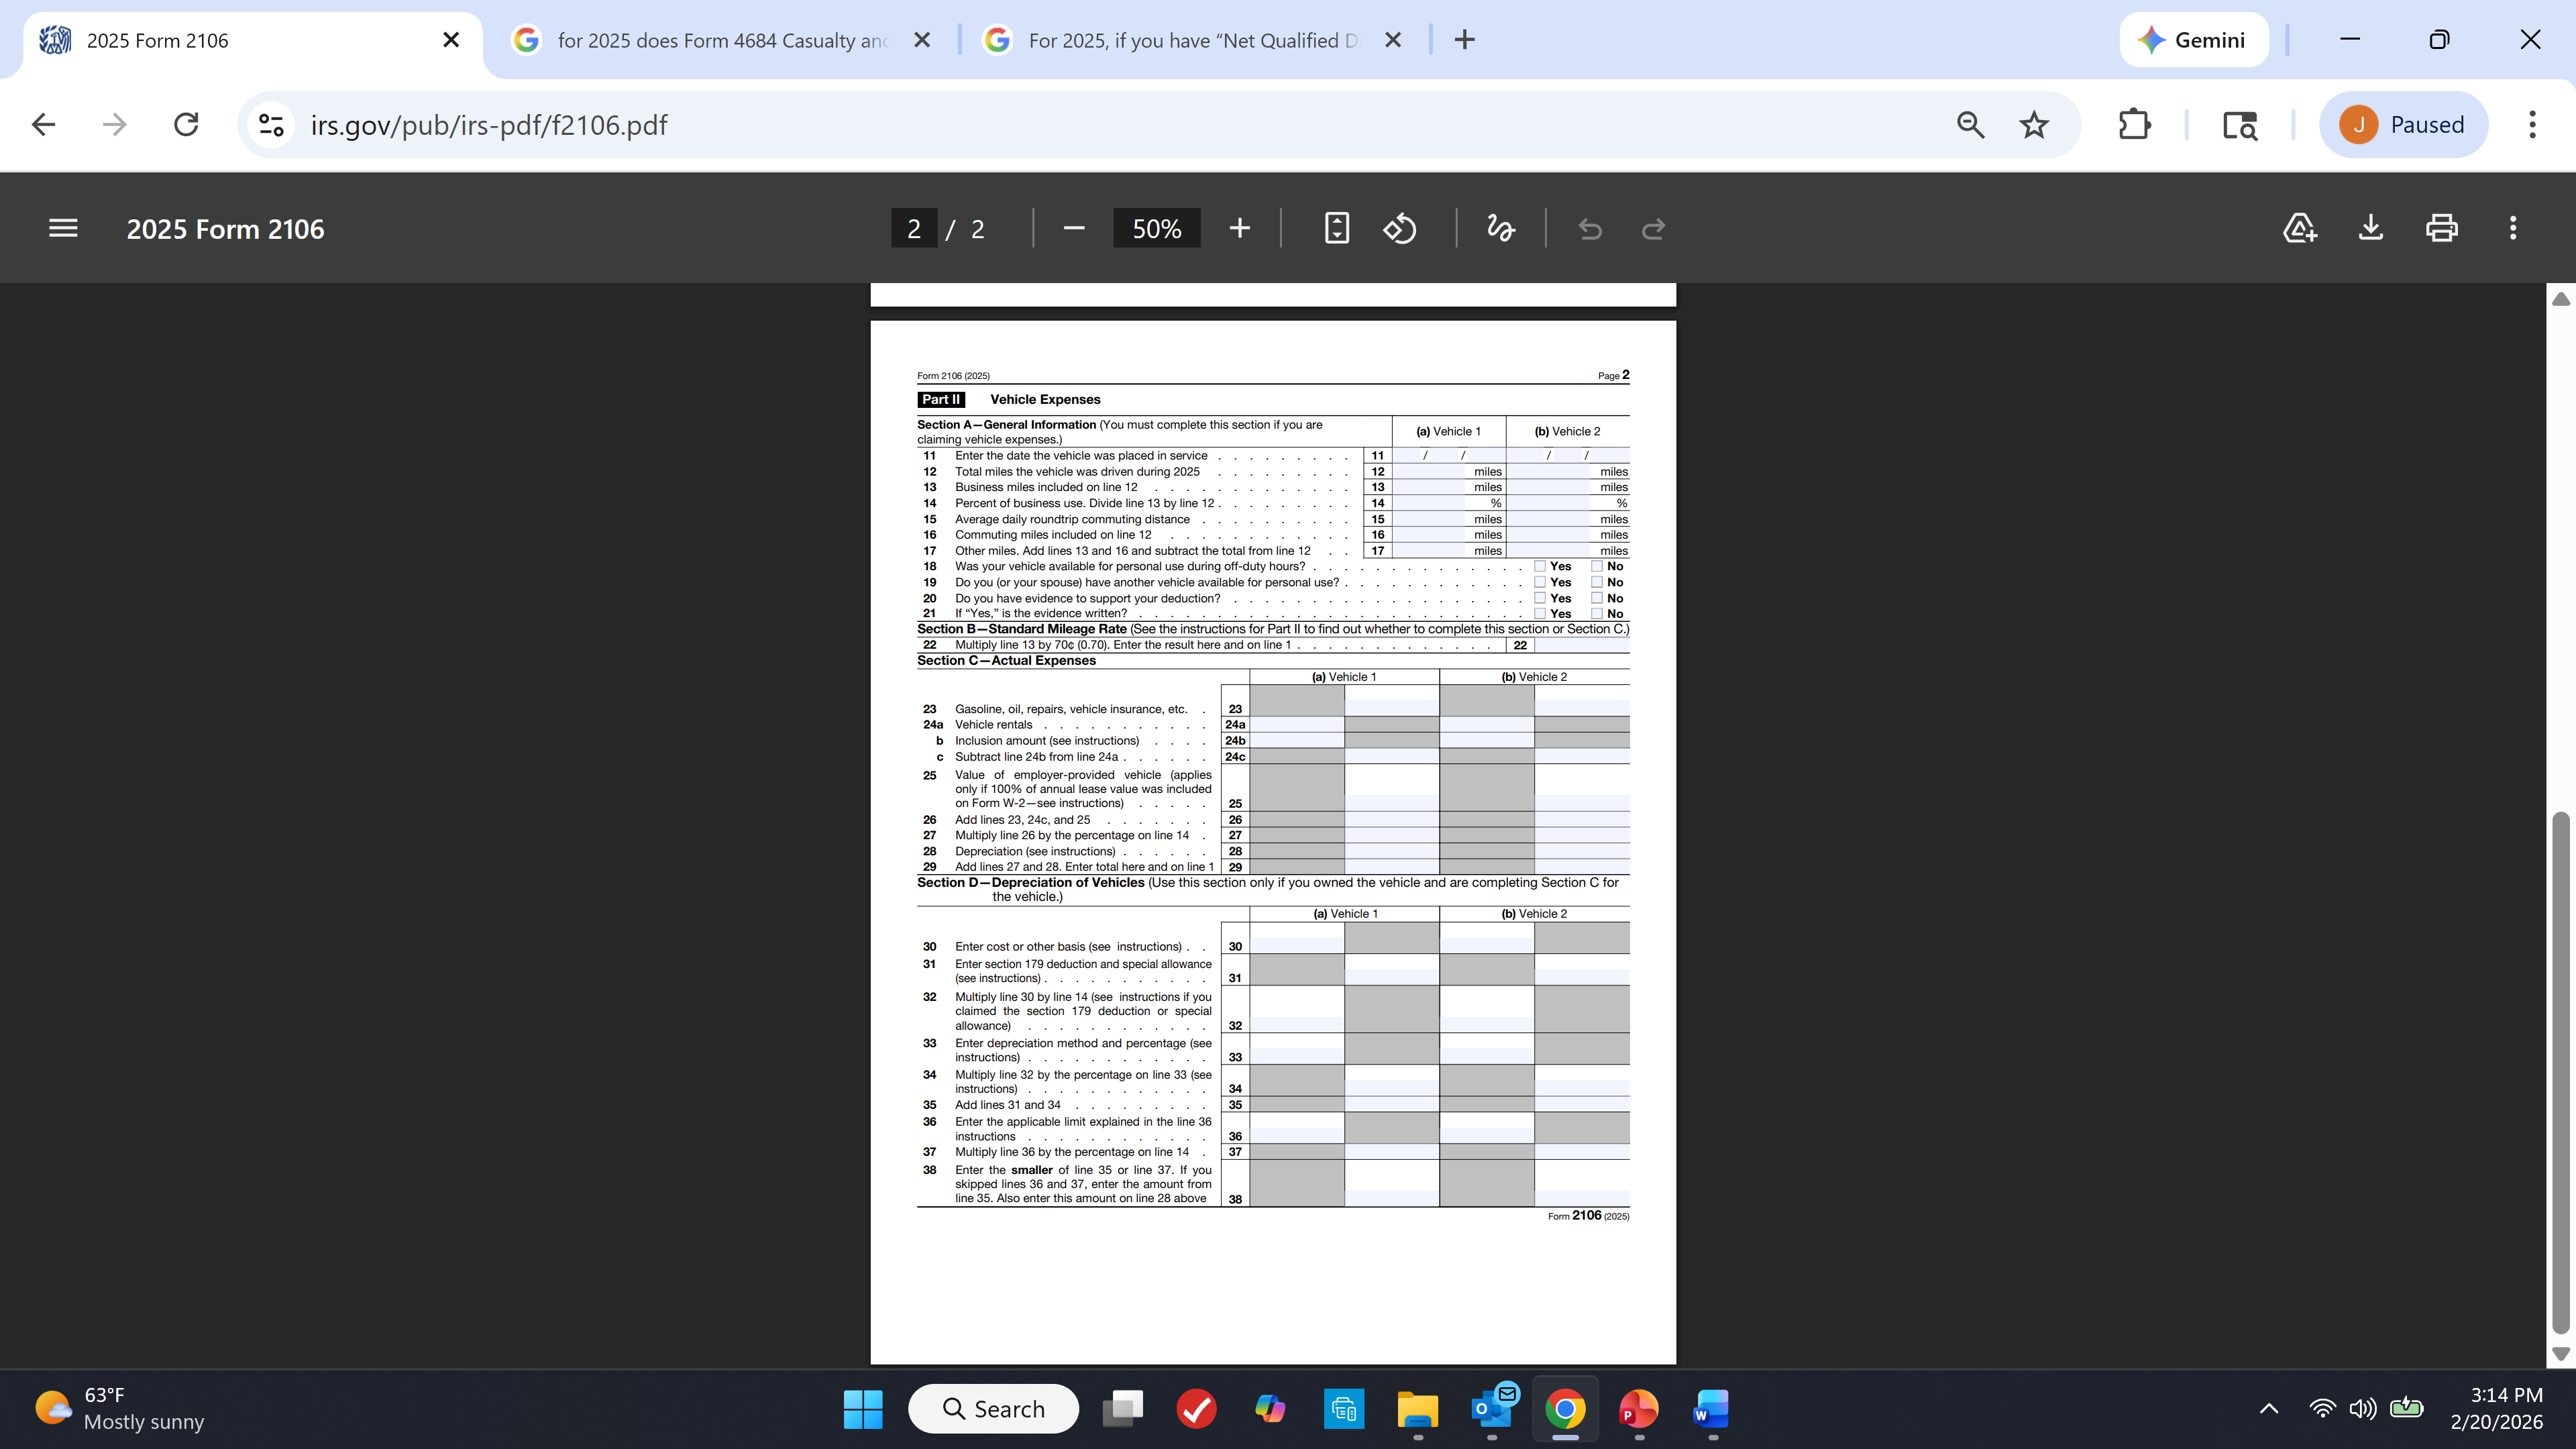 2025 Form 2106
for 2025 does Form 4684 Casualty and
For 2025, if you have “Net Qualified D
Gemini
irs.gov/pub/irs-pdf/f2106.pdf
J Paused
2025 Form 2106
2 / 2
50%
Form 2106 (2025) Page 2
Part II Vehicle Expenses
Section A—General Information (You must complete this section if you are
claiming vehicle expenses.)
(a) Vehicle 1 (b) Vehicle 2
11 Enter the date the vehicle was placed in service . . . . . . . . . 11 / / / /
12 Total miles the vehicle was driven during 2025 . . . . . . . . . 12 miles miles
13 Business miles included on line 12 . . . . . . . . . . . . . 13 miles miles
14 Percent of business use. Divide line 13 by line 12 . . . . . . . . . 14 % %
15 Average daily roundtrip commuting distance . . . . . . . . . . 15 miles miles
16 Commuting miles included on line 12 . . . . . . . . . . . . 16 miles miles
17 Other miles. Add lines 13 and 16 and subtract the total from line 12 . . 17 miles miles
18 Was your vehicle available for personal use during off-duty hours? . . . . . . . . . . . . . . Yes No
19 Do you (or your spouse) have another vehicle available for personal use? . . . . . . . . . . . . Yes No
20 Do you have evidence to support your deduction? . . . . . . . . . . . . . . . . . . . Yes No
21 If “Yes,” is the evidence written? . . . . . . . . . . . . . . . . . . . . . . . . . Yes No
Section B—Standard Mileage Rate (See the instructions for Part II to find out whether to complete this section or Section C.)
22 Multiply line 13 by 70¢ (0.70). Enter the result here and on line 1 . . . . . . . . . . . . . 22
Section C—Actual Expenses
(a) Vehicle 1 (b) Vehicle 2
23 Gasoline, oil, repairs, vehicle insurance, etc. . 23
24a Vehicle rentals . . . . . . . . . . . 24a
b Inclusion amount (see instructions) . . . . 24b
c Subtract line 24b from line 24a . . . . . . 24c
25 Value of employer-provided vehicle (applies
only if 100% of annual lease value was included
on Form W-2—see instructions) . . . . . 25
26 Add lines 23, 24c, and 25 . . . . . . . 26
27 Multiply line 26 by the percentage on line 14 . 27
28 Depreciation (see instructions) . . . . . . 28
29 Add lines 27 and 28. Enter total here and on line 1 29
Section D—Depreciation of Vehicles (Use this section only if you owned the vehicle and are completing Section C for
the vehicle.)
(a) Vehicle 1 (b) Vehicle 2
30 Enter cost or other basis (see instructions) . . 30
31 Enter section 179 deduction and special allowance
(see instructions) . . . . . . . . . . . 31
32 Multiply line 30 by line 14 (see instructions if you
claimed the section 179 deduction or special
allowance) . . . . . . . . . . . . 32
33 Enter depreciation method and percentage (see
instructions) . . . . . . . . . . . . 33
34 Multiply line 32 by the percentage on line 33 (see
instructions) . . . . . . . . . . . . 34
35 Add lines 31 and 34 . . . . . . . . . 35
36 Enter the applicable limit explained in the line 36
instructions . . . . . . . . . . . . 36
37 Multiply line 36 by the percentage on line 14 . 37
38 Enter the smaller of line 35 or line 37. If you
skipped lines 36 and 37, enter the amount from
line 35. Also enter this amount on line 28 above 38
Form 2106 (2025)
63°F
Mostly sunny
Search
3:14 PM
2/20/2026